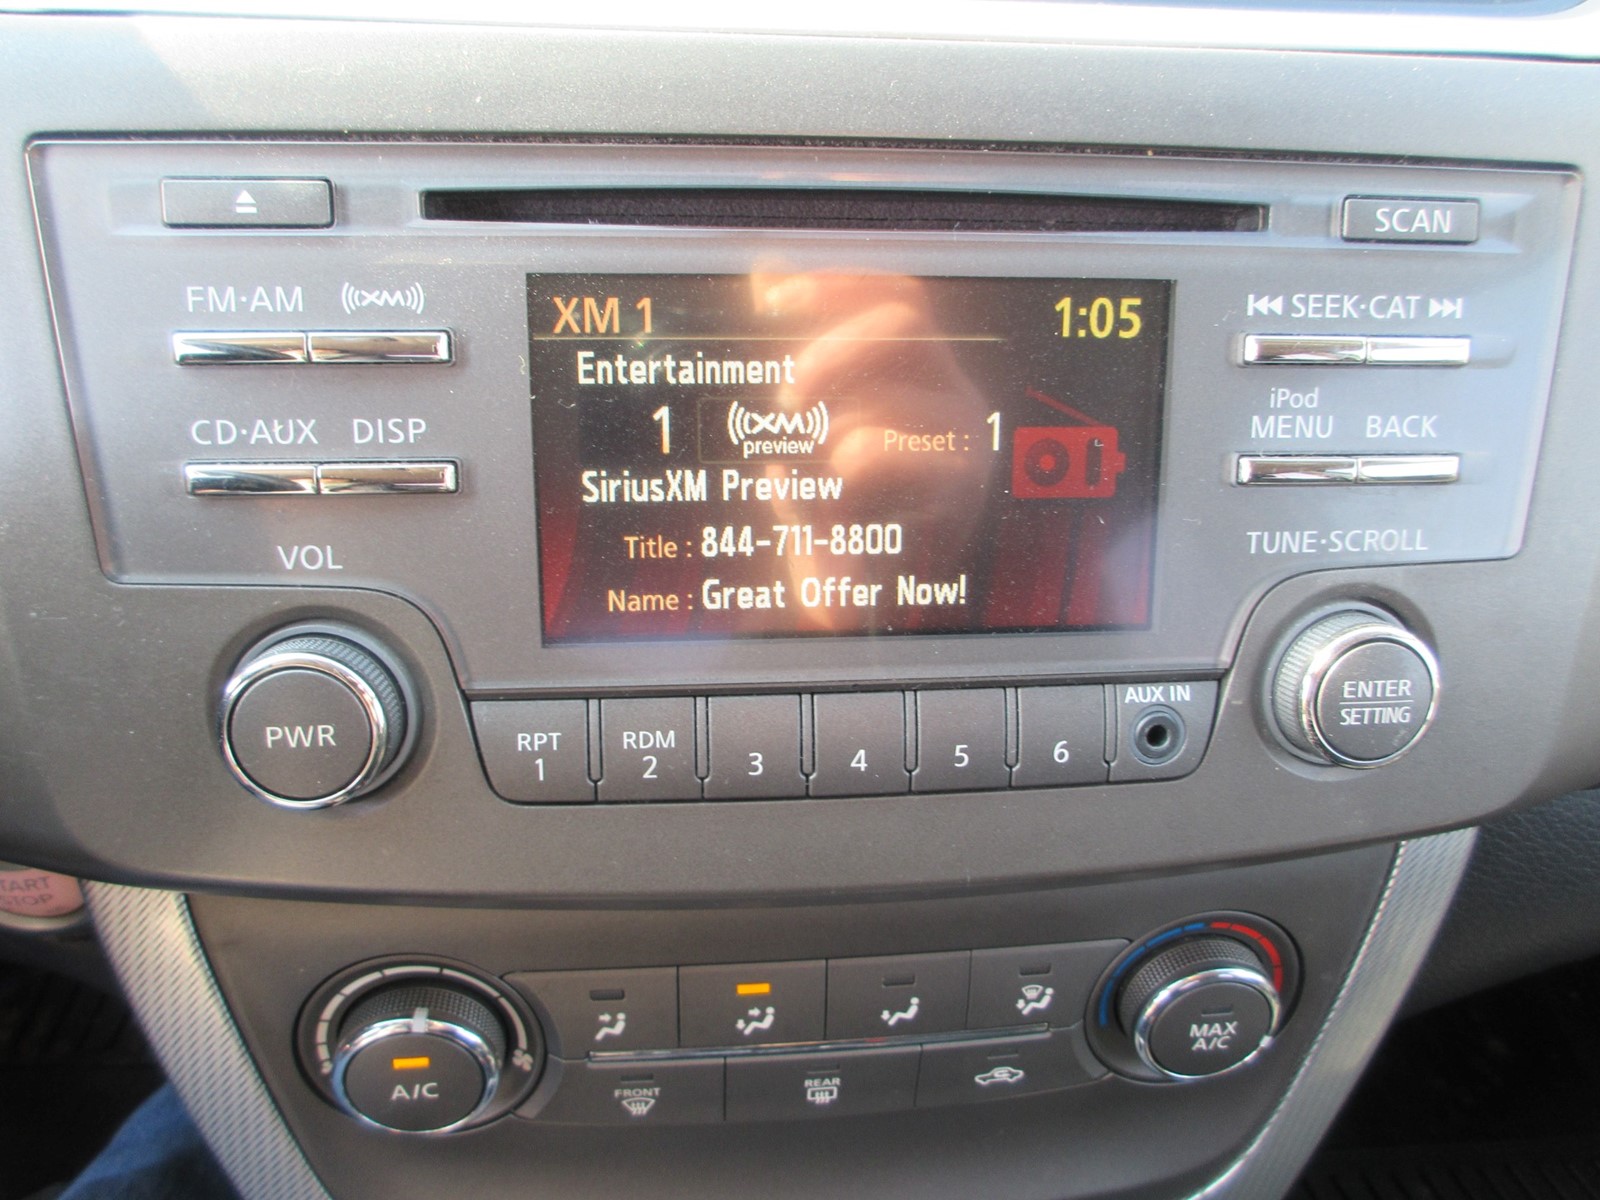 SCAN
FM·AM
((XM))
SEEK·CAT
XM 1
1:05
Entertainment
1
((XM))
preview
Preset : 1
SiriusXM Preview
Title : 844-711-8800
Name : Great Offer Now!
CD·AUX
DISP
iPod
MENU
BACK
VOL
TUNE·SCROLL
PWR
RPT
1
RDM
2
3
4
5
6
AUX IN
ENTER
SETTING
TART
STOP
A/C
MAX
A/C
FRONT
REAR